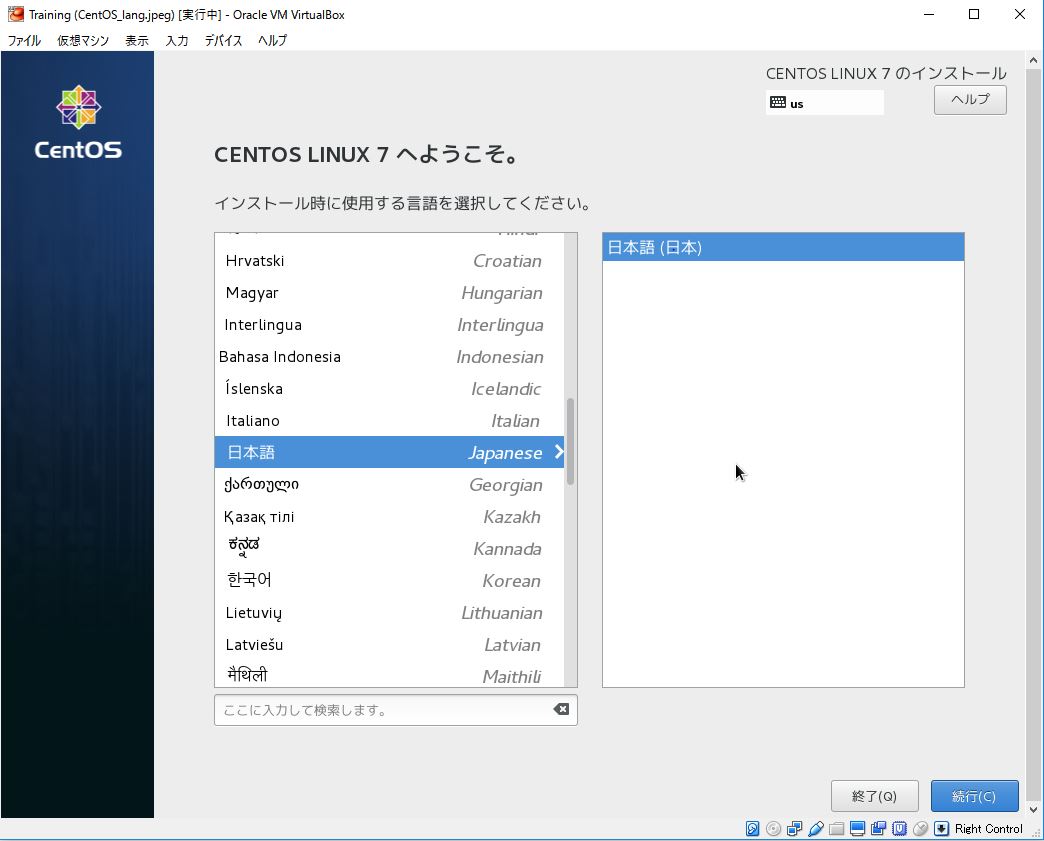 Training (CentOS_lang.jpeg) [実行中] - Oracle VM VirtualBox
ファイル 仮想マシン 表示 入力 デバイス ヘルプ
CentOS
CENTOS LINUX 7 のインストール
us
ヘルプ
CENTOS LINUX 7 へようこそ。
インストール時に使用する言語を選択してください。
Hindi
Hrvatski Croatian
Magyar Hungarian
Interlingua Interlingua
Bahasa Indonesia Indonesian
Íslenska Icelandic
Italiano Italian
日本語 Japanese
ქართული Georgian
Қазақ тілі Kazakh
ಕನ್ನಡ Kannada
한국어 Korean
Lietuvių Lithuanian
Latviešu Latvian
मैथिली Maithili
日本語 (日本)
ここに入力して検索します。
終了(Q)
続行(C)
Right Control